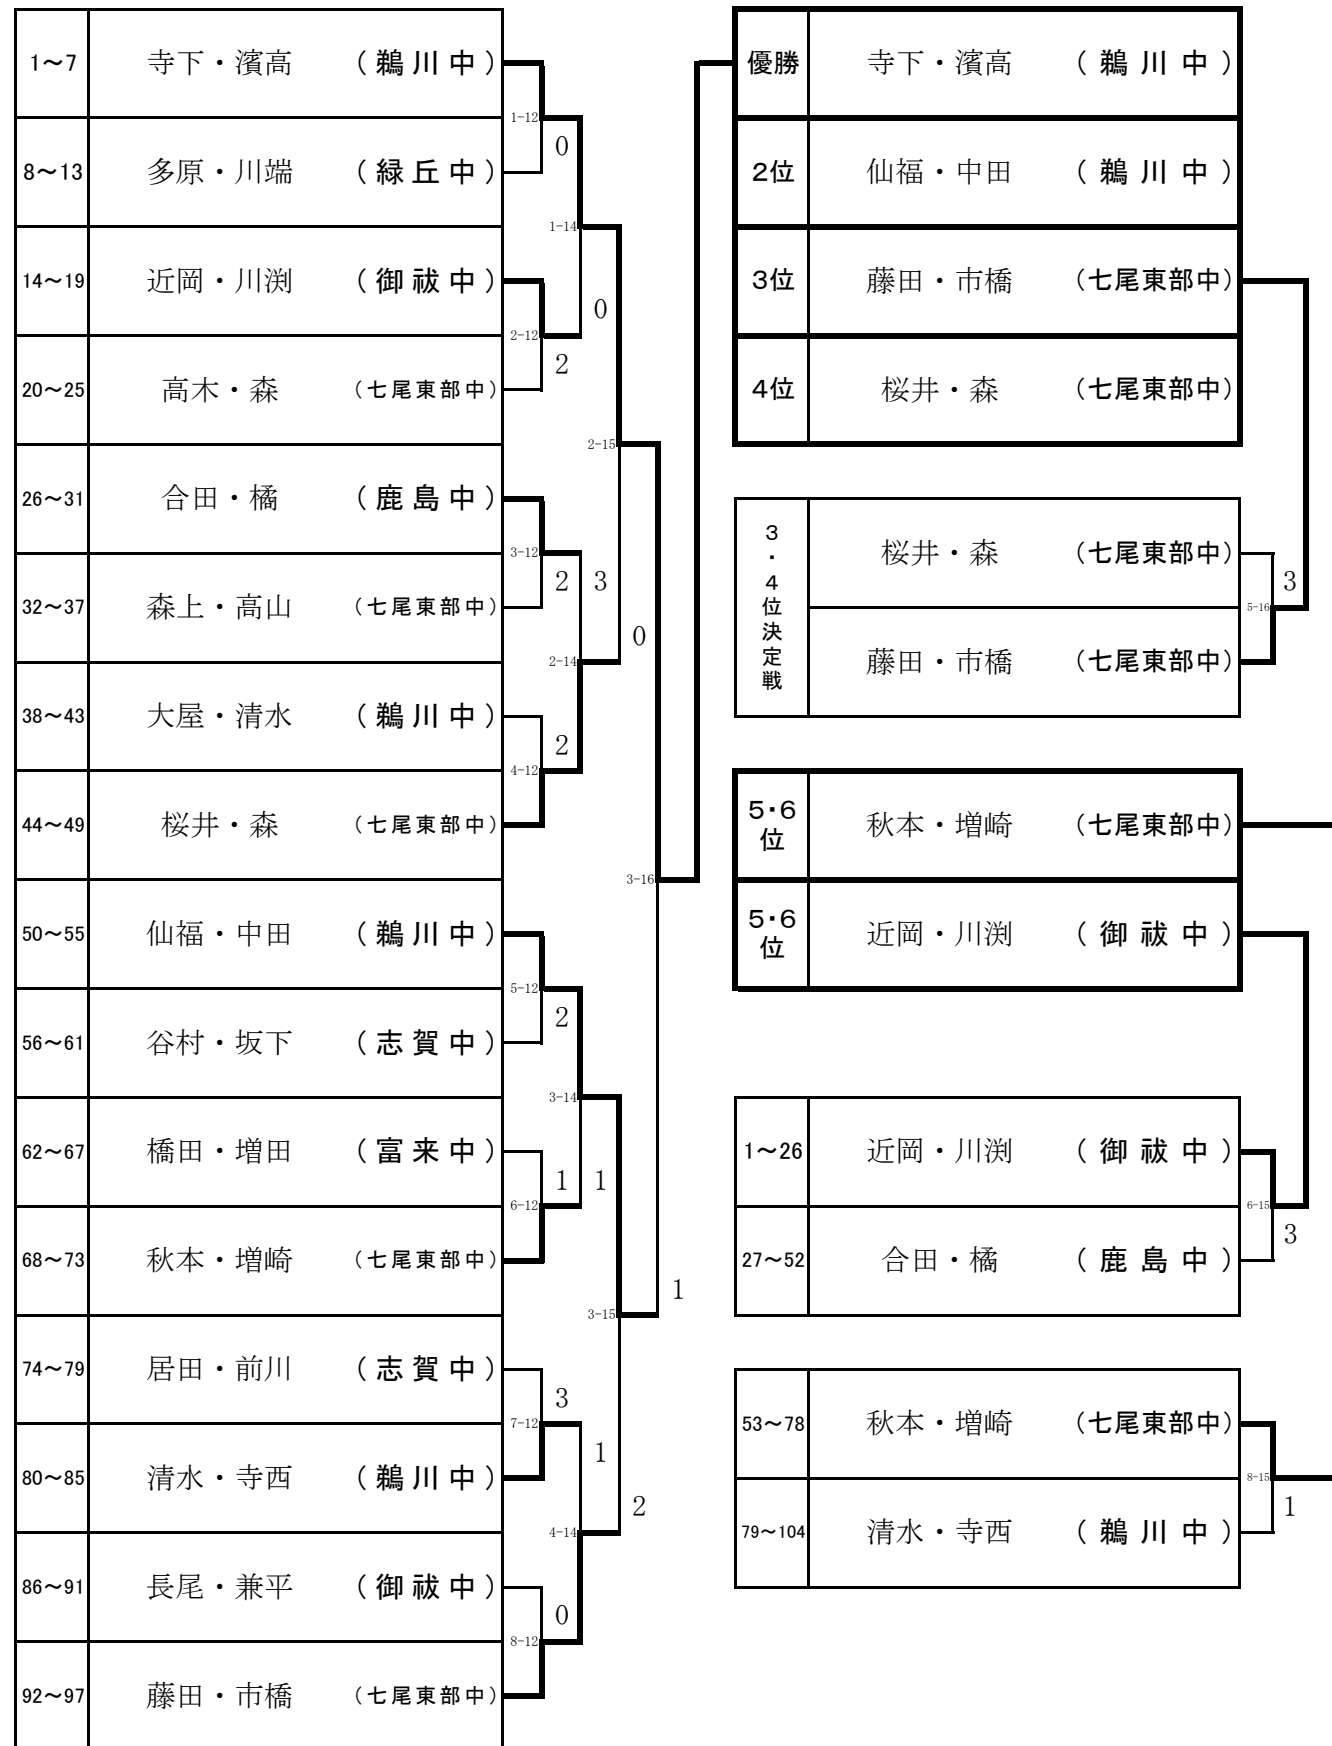 1～7 寺下・濱高 （鵜川中）
8～13 多原・川端 （緑丘中）
14～19 近岡・川渕 （御祓中）
20～25 高木・森 （七尾東部中）
26～31 合田・橘 （鹿島中）
32～37 森上・高山 （七尾東部中）
38～43 大屋・清水 （鵜川中）
44～49 桜井・森 （七尾東部中）
50～55 仙福・中田 （鵜川中）
56～61 谷村・坂下 （志賀中）
62～67 橋田・増田 （富来中）
68～73 秋本・増崎 （七尾東部中）
74～79 居田・前川 （志賀中）
80～85 清水・寺西 （鵜川中）
86～91 長尾・兼平 （御祓中）
92～97 藤田・市橋 （七尾東部中）
1-12
0
2-12
2
3-12
2
4-12
2
5-12
2
6-12
1
7-12
3
8-12
0
1-14
0
2-14
3
3-14
1
4-14
1
2-15
0
3-15
2
3-16
1
優勝 寺下・濱高 （鵜川中）
2位 仙福・中田 （鵜川中）
3位 藤田・市橋 （七尾東部中）
4位 桜井・森 （七尾東部中）
3・4位決定戦
桜井・森 （七尾東部中）
藤田・市橋 （七尾東部中）
5-16
3
5・6位 秋本・増崎 （七尾東部中）
5・6位 近岡・川渕 （御祓中）
1～26 近岡・川渕 （御祓中）
27～52 合田・橘 （鹿島中）
6-15
3
53～78 秋本・増崎 （七尾東部中）
79～104 清水・寺西 （鵜川中）
8-15
1